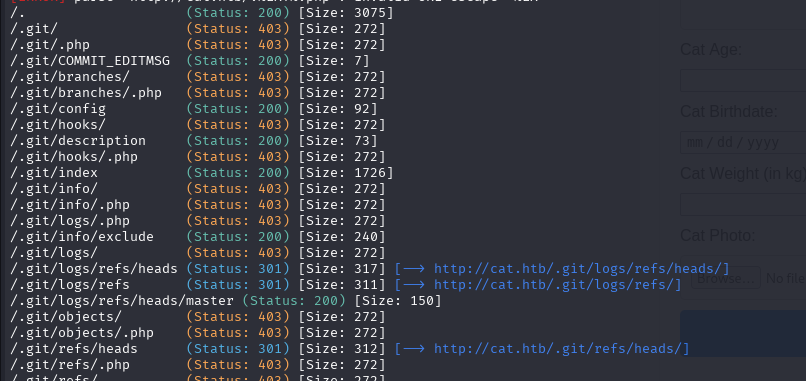 /.                    (Status: 200) [Size: 3075]
/.git/                (Status: 403) [Size: 272]
/.git/.php            (Status: 403) [Size: 272]
/.git/COMMIT_EDITMSG  (Status: 200) [Size: 7]
/.git/branches/       (Status: 403) [Size: 272]
/.git/branches/.php   (Status: 403) [Size: 272]
/.git/config          (Status: 200) [Size: 92]
/.git/hooks/          (Status: 403) [Size: 272]
/.git/description     (Status: 200) [Size: 73]
/.git/hooks/.php      (Status: 403) [Size: 272]
/.git/index           (Status: 200) [Size: 1726]
/.git/info/           (Status: 403) [Size: 272]
/.git/info/.php       (Status: 403) [Size: 272]
/.git/logs/.php       (Status: 403) [Size: 272]
/.git/info/exclude    (Status: 200) [Size: 240]
/.git/logs/           (Status: 403) [Size: 272]
/.git/logs/refs/heads (Status: 301) [Size: 317] [--> http://cat.htb/.git/logs/refs/heads/]
/.git/logs/refs       (Status: 301) [Size: 311] [--> http://cat.htb/.git/logs/refs/]
/.git/logs/refs/heads/master (Status: 200) [Size: 150]
/.git/objects/        (Status: 403) [Size: 272]
/.git/objects/.php    (Status: 403) [Size: 272]
/.git/refs/heads      (Status: 301) [Size: 312] [--> http://cat.htb/.git/refs/heads/]
/.git/refs/.php       (Status: 403) [Size: 272]
/.git/refs/           (Status: 403) [Size: 272]
Cat Age:
Cat Birthdate:
mm / dd / yyyy
Cat Weight (in kg)
Cat Photo:
Browse... No file